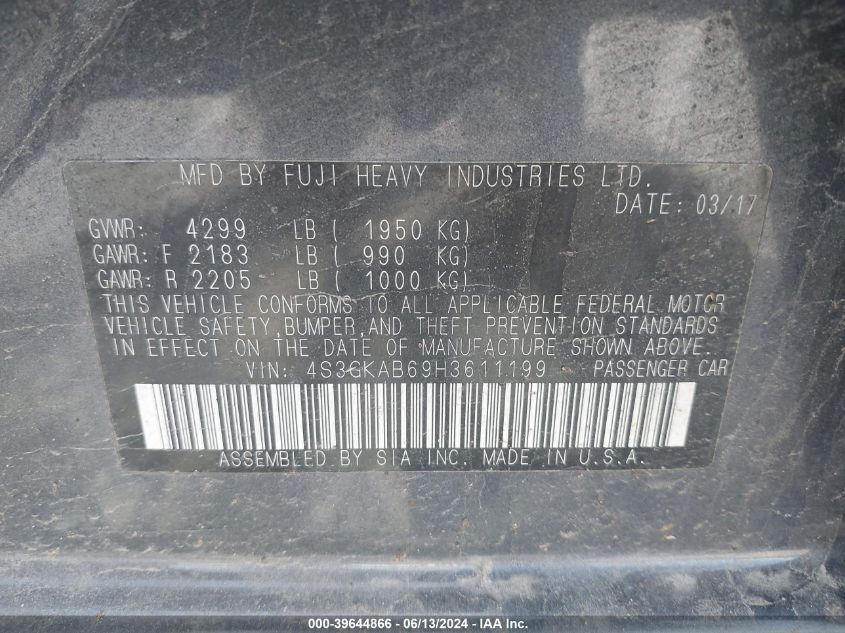 MFD BY FUJI HEAVY INDUSTRIES LTD.
DATE: 03/17
GVWR: 4299 LB ( 1950 KG)
GAWR: F 2183 LB ( 990 KG)
GAWR: R 2205 LB ( 1000 KG)
THIS VEHICLE CONFORMS TO ALL APPLICABLE FEDERAL MOTOR
VEHICLE SAFETY, BUMPER, AND THEFT PREVENTION STANDARDS
IN EFFECT ON THE DATE OF MANUFACTURE SHOWN ABOVE.
VIN: 4S3GKAB69H3611199 PASSENGER CAR
ASSEMBLED BY SIA INC. MADE IN U.S.A.
000-39644866 - 06/13/2024 - IAA Inc.